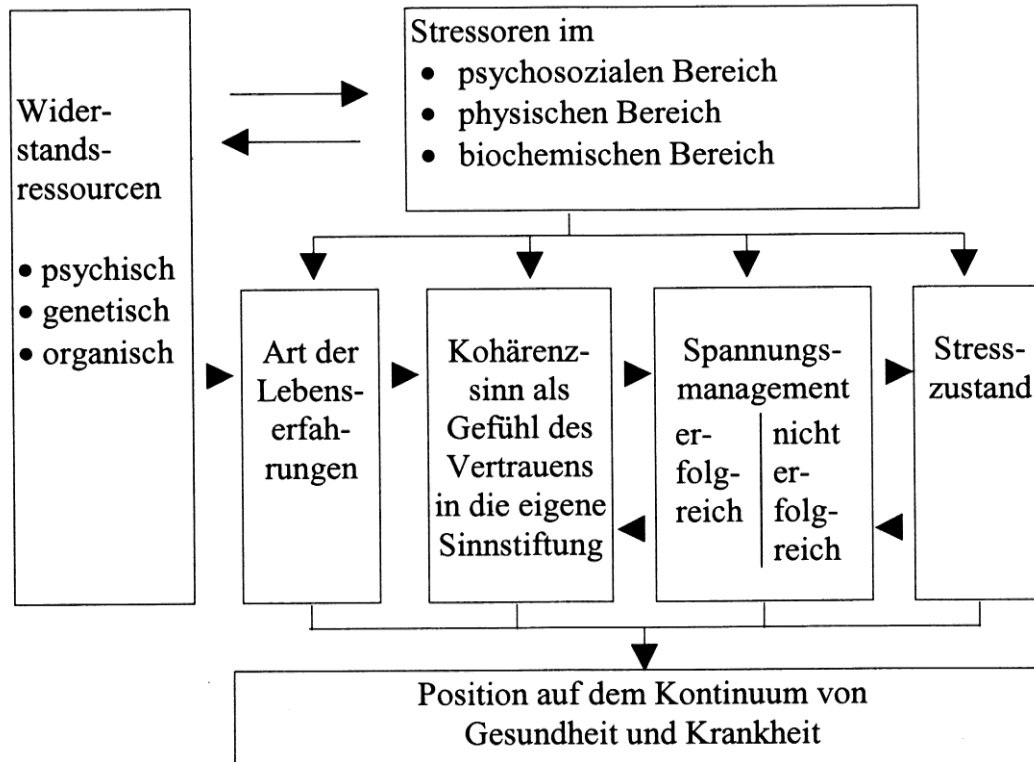 Wider-
stands-
ressourcen
• psychisch
• genetisch
• organisch
Stressoren im
• psychosozialen Bereich
• physischen Bereich
• biochemischen Bereich
Art der
Lebens-
erfah-
rungen
Kohärenz-
sinn als
Gefühl des
Vertrauens
in die eigene
Sinnstiftung
Spannungs-
management
er-
folg-
reich
nicht
er-
folg-
reich
Stress-
zustand
Position auf dem Kontinuum von
Gesundheit und Krankheit